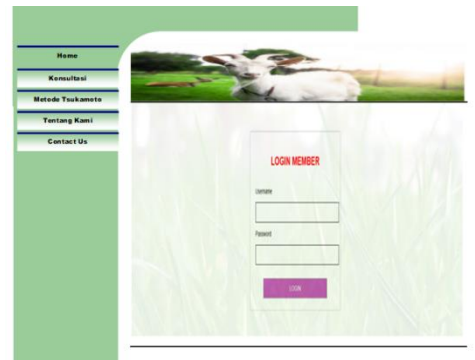 Home
Konsultasi
Metode Tsukamoto
Tentang Kami
Contact Us
LOGIN MEMBER
Username
Password
LOGIN